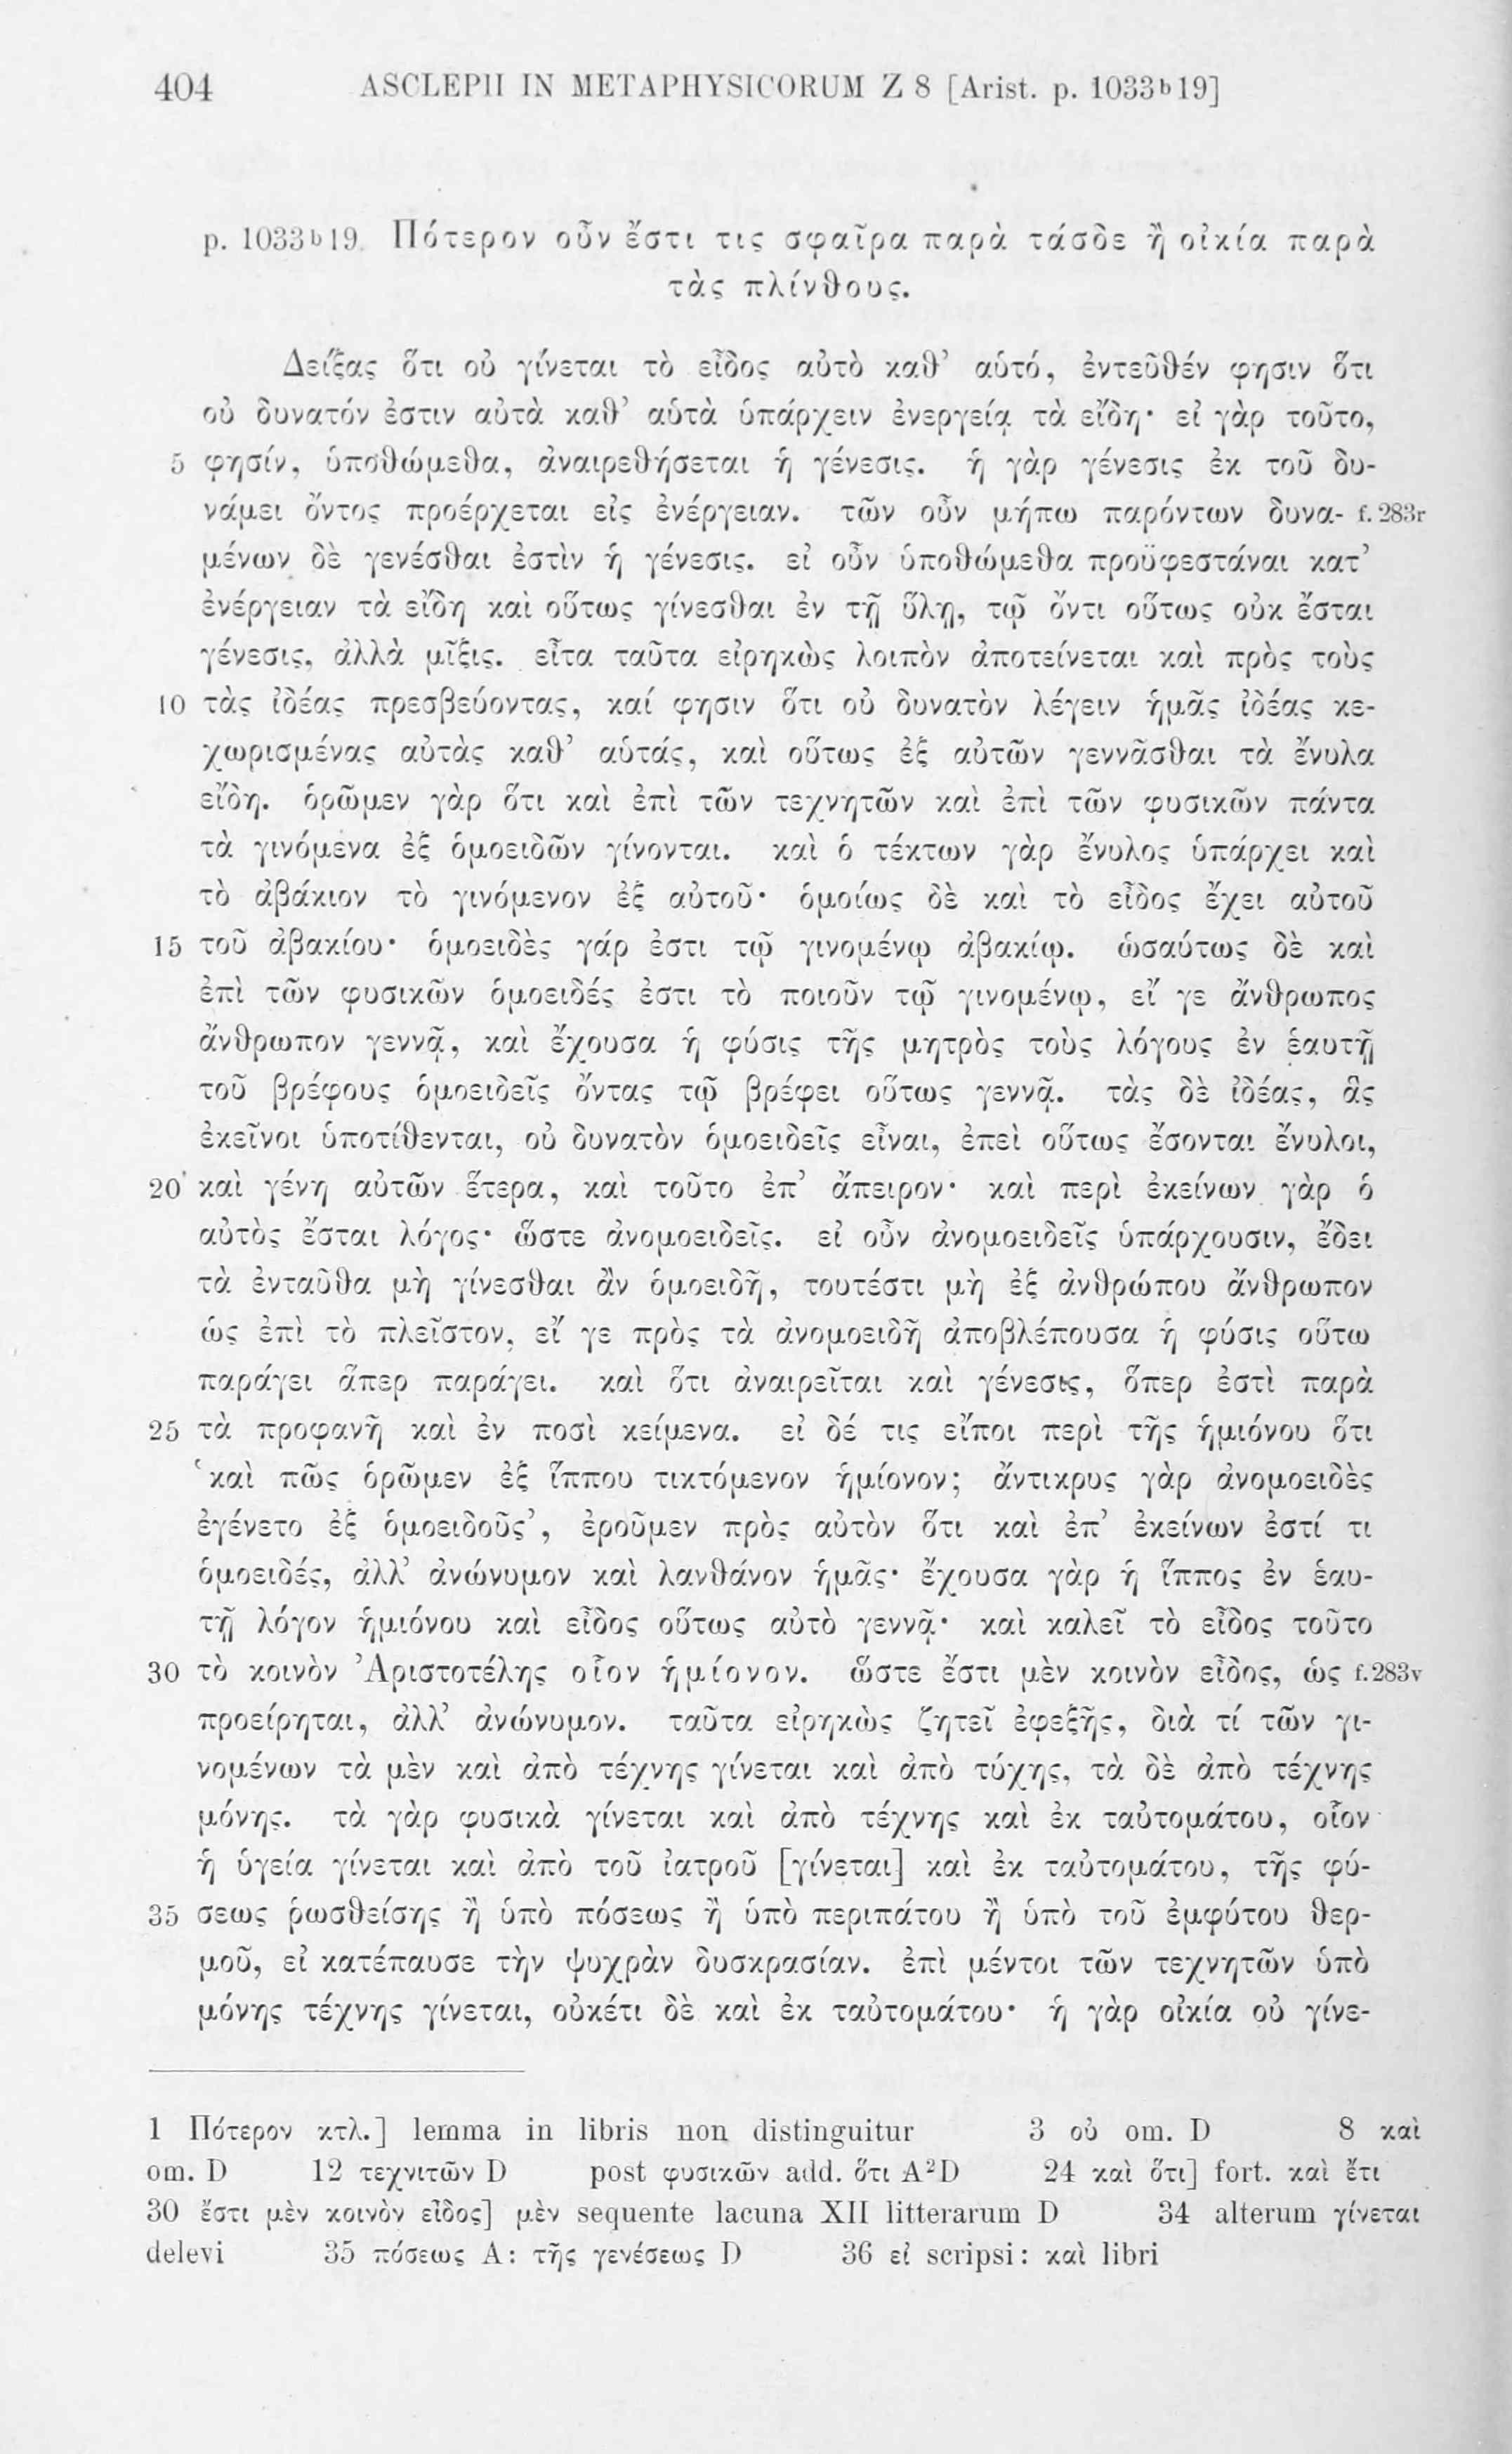 404 ASCLEPII IN METAPHYSICORUM Z 8 [Arist. p. 1033ᵇ19]
p. 1033ᵇ19 Πότερον οὖν ἔστι τις σφαῖρα παρὰ τάσδε ἢ οἰκία παρὰ
τὰς πλίνθους.
Δείξας ὅτι οὐ γίνεται τὸ εἶδος αὐτὸ καθ’ αὑτό, ἐντεῦθέν φησιν ὅτι
οὐ δυνατόν ἐστιν αὐτὰ καθ’ αὑτὰ ὑπάρχειν ἐνεργείᾳ τὰ εἴδη· εἰ γὰρ τοῦτο,
5 φησίν, ὑποθώμεθα, ἀναιρεθήσεται ἡ γένεσις. ἡ γὰρ γένεσις ἐκ τοῦ δυ-
νάμει ὄντος προέρχεται εἰς ἐνέργειαν. τῶν οὖν μήπω παρόντων δυνα- f. 283r
μένων δὲ γενέσθαι ἐστὶν ἡ γένεσις. εἰ οὖν ὑποθώμεθα προϋφεστάναι κατ’
ἐνέργειαν τὰ εἴδη καὶ οὕτως γίνεσθαι ἐν τῇ ὕλῃ, τῷ ὄντι οὕτως οὐκ ἔσται
γένεσις, ἀλλὰ μῖξις. εἶτα ταῦτα εἰρηκὼς λοιπὸν ἀποτείνεται καὶ πρὸς τοὺς
10 τὰς ἰδέας πρεσβεύοντας, καί φησιν ὅτι οὐ δυνατὸν λέγειν ἡμᾶς ἰδέας κε-
χωρισμένας αὐτὰς καθ’ αὑτάς, καὶ οὕτως ἐξ αὐτῶν γεννᾶσθαι τὰ ἔνυλα
εἴδη. ὁρῶμεν γὰρ ὅτι καὶ ἐπὶ τῶν τεχνητῶν καὶ ἐπὶ τῶν φυσικῶν πάντα
τὰ γινόμενα ἐξ ὁμοειδῶν γίνονται. καὶ ὁ τέκτων γὰρ ἔνυλος ὑπάρχει καὶ
τὸ ἀβάκιον τὸ γινόμενον ἐξ αὐτοῦ· ὁμοίως δὲ καὶ τὸ εἶδος ἔχει αὐτοῦ
15 τοῦ ἀβακίου· ὁμοειδὲς γάρ ἐστι τῷ γινομένῳ ἀβακίῳ. ὡσαύτως δὲ καὶ
ἐπὶ τῶν φυσικῶν ὁμοειδές ἐστι τὸ ποιοῦν τῷ γινομένῳ, εἴ γε ἄνθρωπος
ἄνθρωπον γεννᾷ, καὶ ἔχουσα ἡ φύσις τῆς μητρὸς τοὺς λόγους ἐν ἑαυτῇ
τοῦ βρέφους ὁμοειδεῖς ὄντας τῷ βρέφει οὕτως γεννᾷ. τὰς δὲ ἰδέας, ἃς
ἐκεῖνοι ὑποτίθενται, οὐ δυνατὸν ὁμοειδεῖς εἶναι, ἐπεὶ οὕτως ἔσονται ἔνυλοι,
20 καὶ γένη αὐτῶν ἕτερα, καὶ τοῦτο ἐπ’ ἄπειρον· καὶ περὶ ἐκείνων γὰρ ὁ
αὐτὸς ἔσται λόγος· ὥστε ἀνομοειδεῖς. εἰ οὖν ἀνομοειδεῖς ὑπάρχουσιν, ἔδει
τὰ ἐνταῦθα μὴ γίνεσθαι ἂν ὁμοειδῆ, τουτέστι μὴ ἐξ ἀνθρώπου ἄνθρωπον
ὡς ἐπὶ τὸ πλεῖστον, εἴ γε πρὸς τὰ ἀνομοειδῆ ἀποβλέπουσα ἡ φύσις οὕτω
παράγει ἅπερ παράγει. καὶ ὅτι ἀναιρεῖται καὶ γένεσις, ὅπερ ἐστὶ παρὰ
25 τὰ προφανῆ καὶ ἐν ποσὶ κείμενα. εἰ δέ τις εἴποι περὶ τῆς ἡμιόνου ὅτι
‘καὶ πῶς ὁρῶμεν ἐξ ἵππου τικτόμενον ἡμίονον; ἄντικρυς γὰρ ἀνομοειδὲς
ἐγένετο ἐξ ὁμοειδοῦς’, ἐροῦμεν πρὸς αὐτὸν ὅτι καὶ ἐπ’ ἐκείνων ἐστί τι
ὁμοειδές, ἀλλ’ ἀνώνυμον καὶ λανθάνον ἡμᾶς· ἔχουσα γὰρ ἡ ἵππος ἐν ἑαυ-
τῇ λόγον ἡμιόνου καὶ εἶδος οὕτως αὐτὸ γεννᾷ· καὶ καλεῖ τὸ εἶδος τοῦτο
30 τὸ κοινὸν Ἀριστοτέλης οἷον ἡμίονον. ὥστε ἔστι μὲν κοινὸν εἶδος, ὡς f. 283v
προείρηται, ἀλλ’ ἀνώνυμον. ταῦτα εἰρηκὼς ζητεῖ ἐφεξῆς, διὰ τί τῶν γι-
νομένων τὰ μὲν καὶ ἀπὸ τέχνης γίνεται καὶ ἀπὸ τύχης, τὰ δὲ ἀπὸ τέχνης
μόνης. τὰ γὰρ φυσικὰ γίνεται καὶ ἀπὸ τέχνης καὶ ἐκ ταὐτομάτου, οἷον
ἡ ὑγεία γίνεται καὶ ἀπὸ τοῦ ἰατροῦ [γίνεται] καὶ ἐκ ταὐτομάτου, τῆς φύ-
35 σεως ῥωσθείσης ἢ ὑπὸ πόσεως ἢ ὑπὸ περιπάτου ἢ ὑπὸ τοῦ ἐμφύτου θερ-
μοῦ, εἰ κατέπαυσε τὴν ψυχρὰν δυσκρασίαν. ἐπὶ μέντοι τῶν τεχνητῶν ὑπὸ
μόνης τέχνης γίνεται, οὐκέτι δὲ καὶ ἐκ ταὐτομάτου· ἡ γὰρ οἰκία οὐ γίνε-
1 Πότερον κτλ.] lemma in libris non distinguitur 3 οὐ om. D 8 καὶ
om. D 12 τεχνιτῶν D post φυσικῶν add. ὅτι A²D 24 καὶ ὅτι] fort. καὶ ἔτι
30 ἔστι μὲν κοινὸν εἶδος] μὲν sequente lacuna XII litterarum D 34 alterum γίνεται
delevi 35 πόσεως A: τῆς γενέσεως D 36 εἰ scripsi: καὶ libri